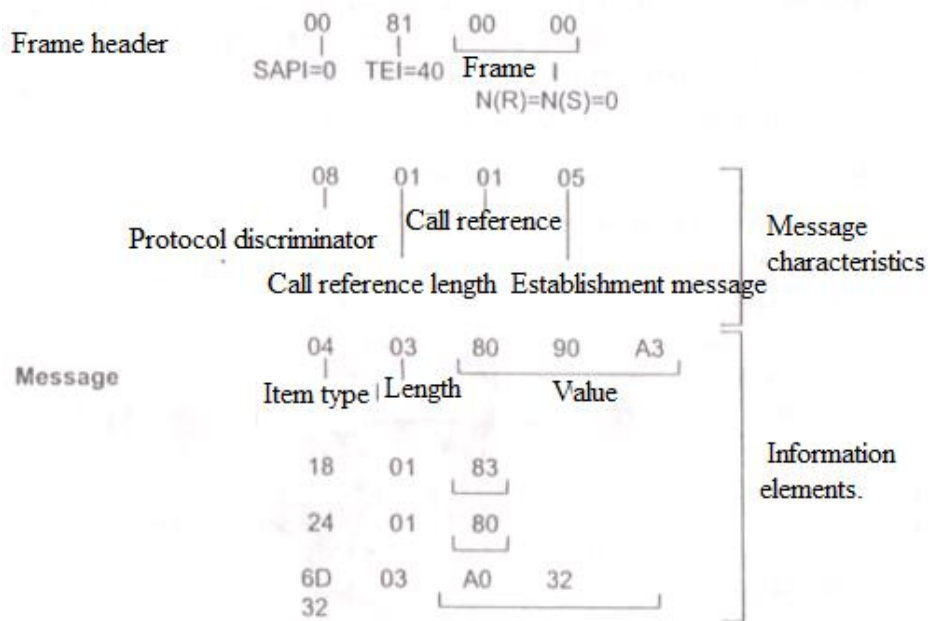 00 81 00 00
Frame header
SAPI=0 TEI=40 Frame
N(R)=N(S)=0
08 01 01 05
Call reference
Protocol discriminator
Call reference length Establishment message
Message
characteristics
04 03 80 90 A3
Message
Item type Length Value
18 01 83
Information
elements.
24 01 80
6D 03 A0 32
32